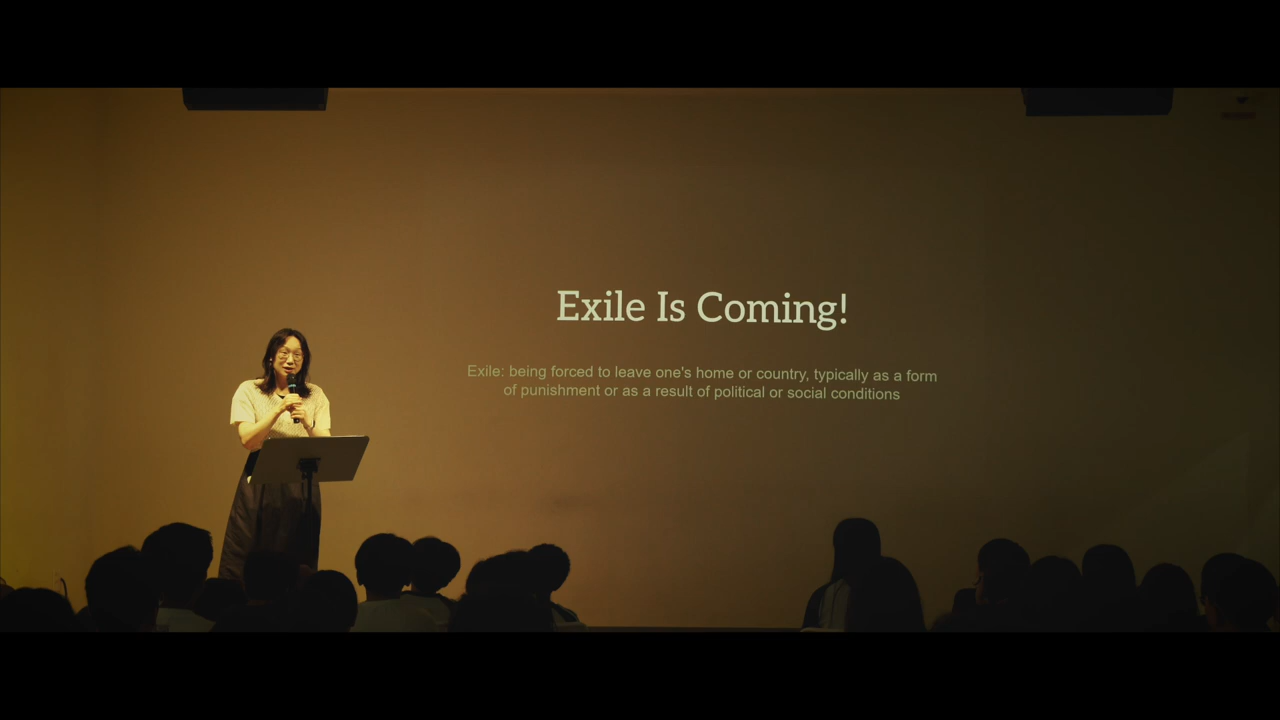 Exile Is Coming!
Exile: being forced to leave one's home or country, typically as a form
of punishment or as a result of political or social conditions